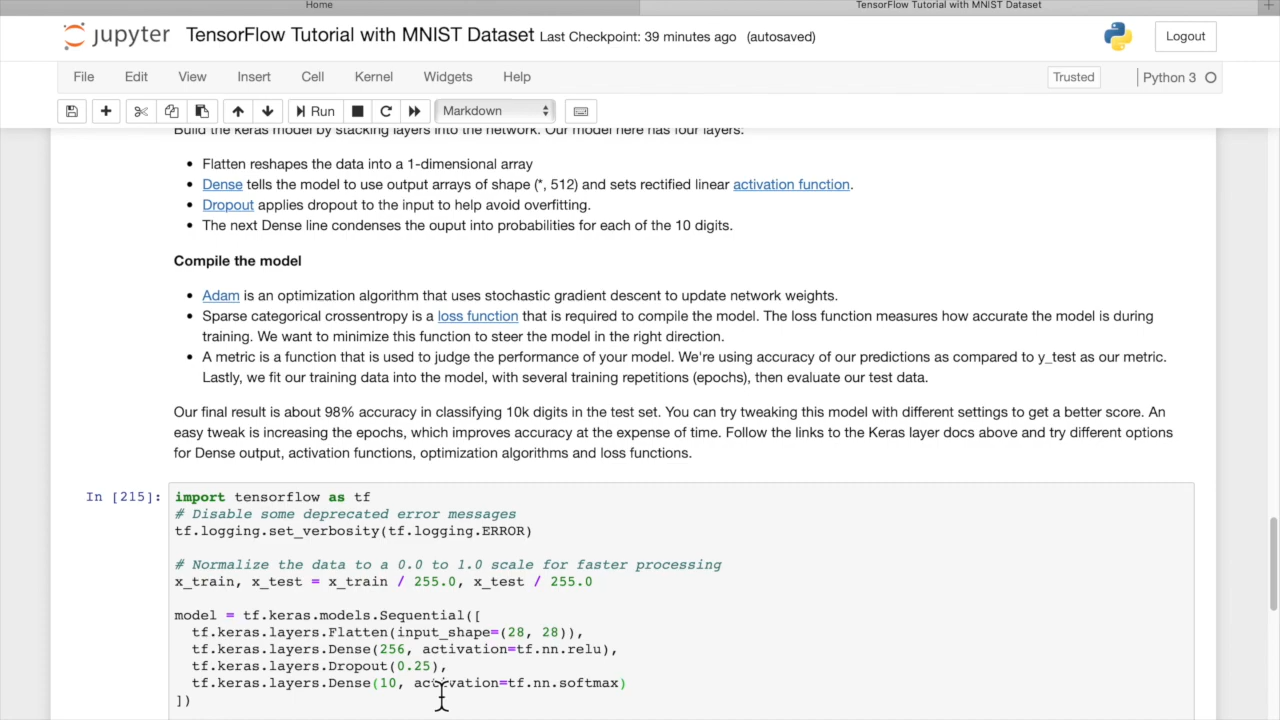 Home
TensorFlow Tutorial with MNIST Dataset
jupyter TensorFlow Tutorial with MNIST Dataset Last Checkpoint: 39 minutes ago (autosaved)
Logout
File Edit View Insert Cell Kernel Widgets Help
Trusted
Python 3
Run
Markdown
Build the keras model by stacking layers into the network. Our model here has four layers:
Flatten reshapes the data into a 1-dimensional array
Dense tells the model to use output arrays of shape (*, 512) and sets rectified linear activation function.
Dropout applies dropout to the input to help avoid overfitting.
The next Dense line condenses the ouput into probabilities for each of the 10 digits.
Compile the model
Adam is an optimization algorithm that uses stochastic gradient descent to update network weights.
Sparse categorical crossentropy is a loss function that is required to compile the model. The loss function measures how accurate the model is during
training. We want to minimize this function to steer the model in the right direction.
A metric is a function that is used to judge the performance of your model. We're using accuracy of our predictions as compared to y_test as our metric.
Lastly, we fit our training data into the model, with several training repetitions (epochs), then evaluate our test data.
Our final result is about 98% accuracy in classifying 10k digits in the test set. You can try tweaking this model with different settings to get a better score. An
easy tweak is increasing the epochs, which improves accuracy at the expense of time. Follow the links to the Keras layer docs above and try different options
for Dense output, activation functions, optimization algorithms and loss functions.
In [215]:
import tensorflow as tf
# Disable some deprecated error messages
tf.logging.set_verbosity(tf.logging.ERROR)
# Normalize the data to a 0.0 to 1.0 scale for faster processing
x_train, x_test = x_train / 255.0, x_test / 255.0
model = tf.keras.models.Sequential([
tf.keras.layers.Flatten(input_shape=(28, 28)),
tf.keras.layers.Dense(256, activation=tf.nn.relu),
tf.keras.layers.Dropout(0.25),
tf.keras.layers.Dense(10, activation=tf.nn.softmax)
])